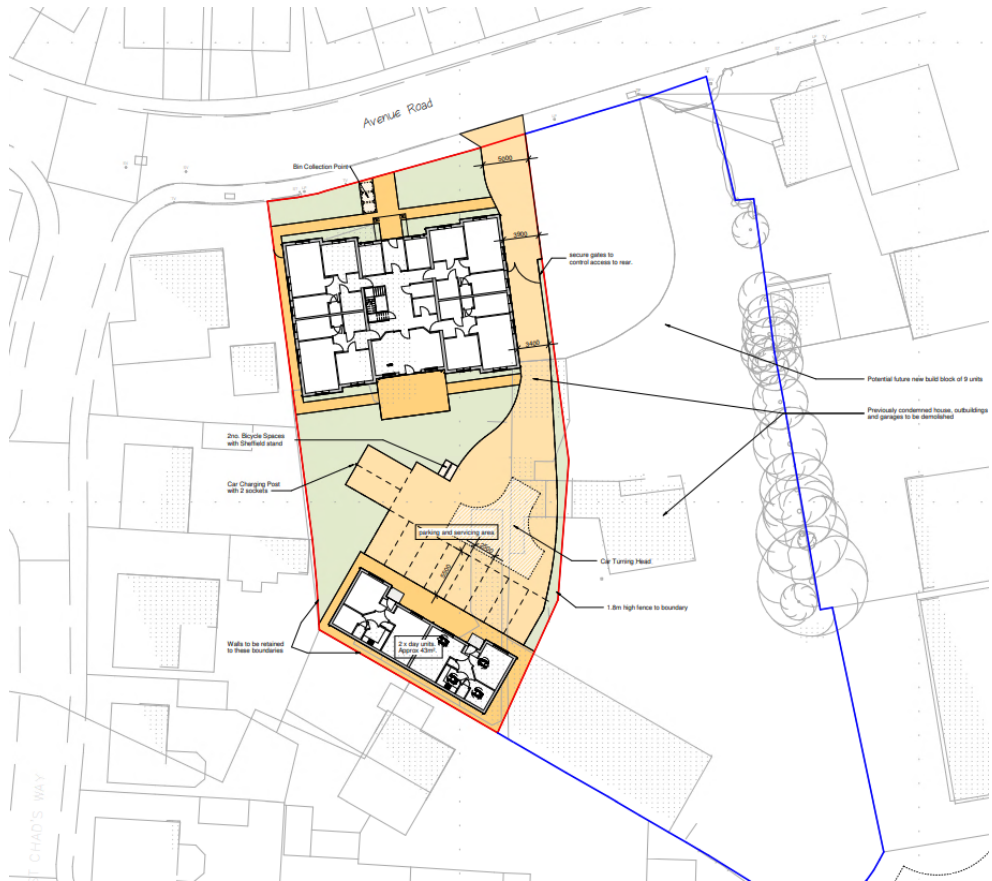 Avenue Road
Bin Collection Point
5000
3900
secure gates to
control access to rear.
3400
Potential future new build block of 9 units
Previously condemned house, outbuildings
and garages to be demolished
2no. Bicycle Spaces
with Sheffield stand
Car Charging Post
with 2 sockets
parking and servicing area
Car Turning Head
1.8m high fence to boundary
Walls to be retained
to these boundaries
2 x day units.
Approx 43m².
T CHAD'S WAY